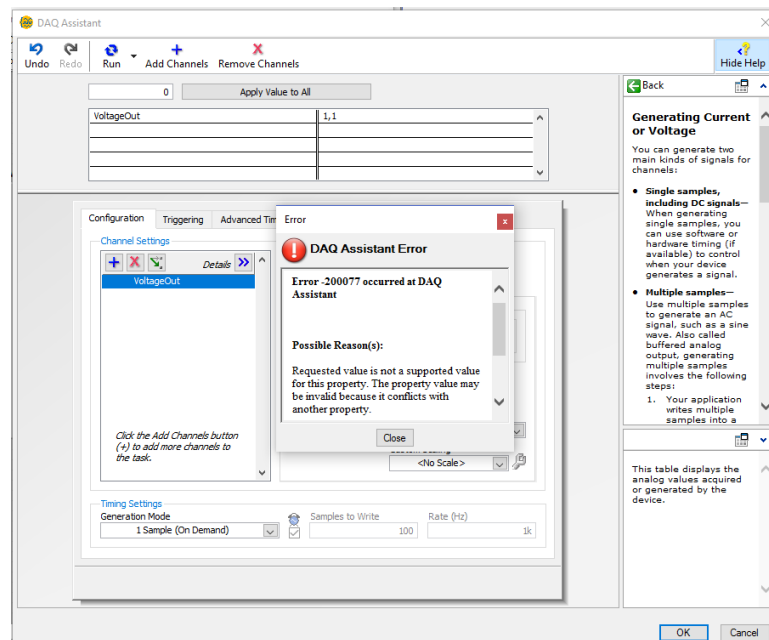 DAQ Assistant
Undo Redo Run Add Channels Remove Channels Hide Help
0 Apply Value to All
VoltageOut 1,1
Configuration Triggering Advanced Tim
Channel Settings
Details
VoltageOut
Click the Add Channels button
(+) to add more channels to
the task.
Error
DAQ Assistant Error
Error -200077 occurred at DAQ
Assistant
Possible Reason(s):
Requested value is not a supported value
for this property. The property value may
be invalid because it conflicts with
another property.
Close
<No Scale>
Timing Settings
Generation Mode Samples to Write Rate (Hz)
1 Sample (On Demand) 100 1k
Back
Generating Current
or Voltage
You can generate two
main kinds of signals for
channels:
• Single samples,
including DC signals—
When generating
single samples, you
can use software or
hardware timing (if
available) to control
when your device
generates a signal.
• Multiple samples—
Use multiple samples
to generate an AC
signal, such as a sine
wave. Also called
buffered analog
output, generating
multiple samples
involves the following
steps:
1. Your application
writes multiple
samples into a
This table displays the
analog values acquired
or generated by the
device.
OK Cancel